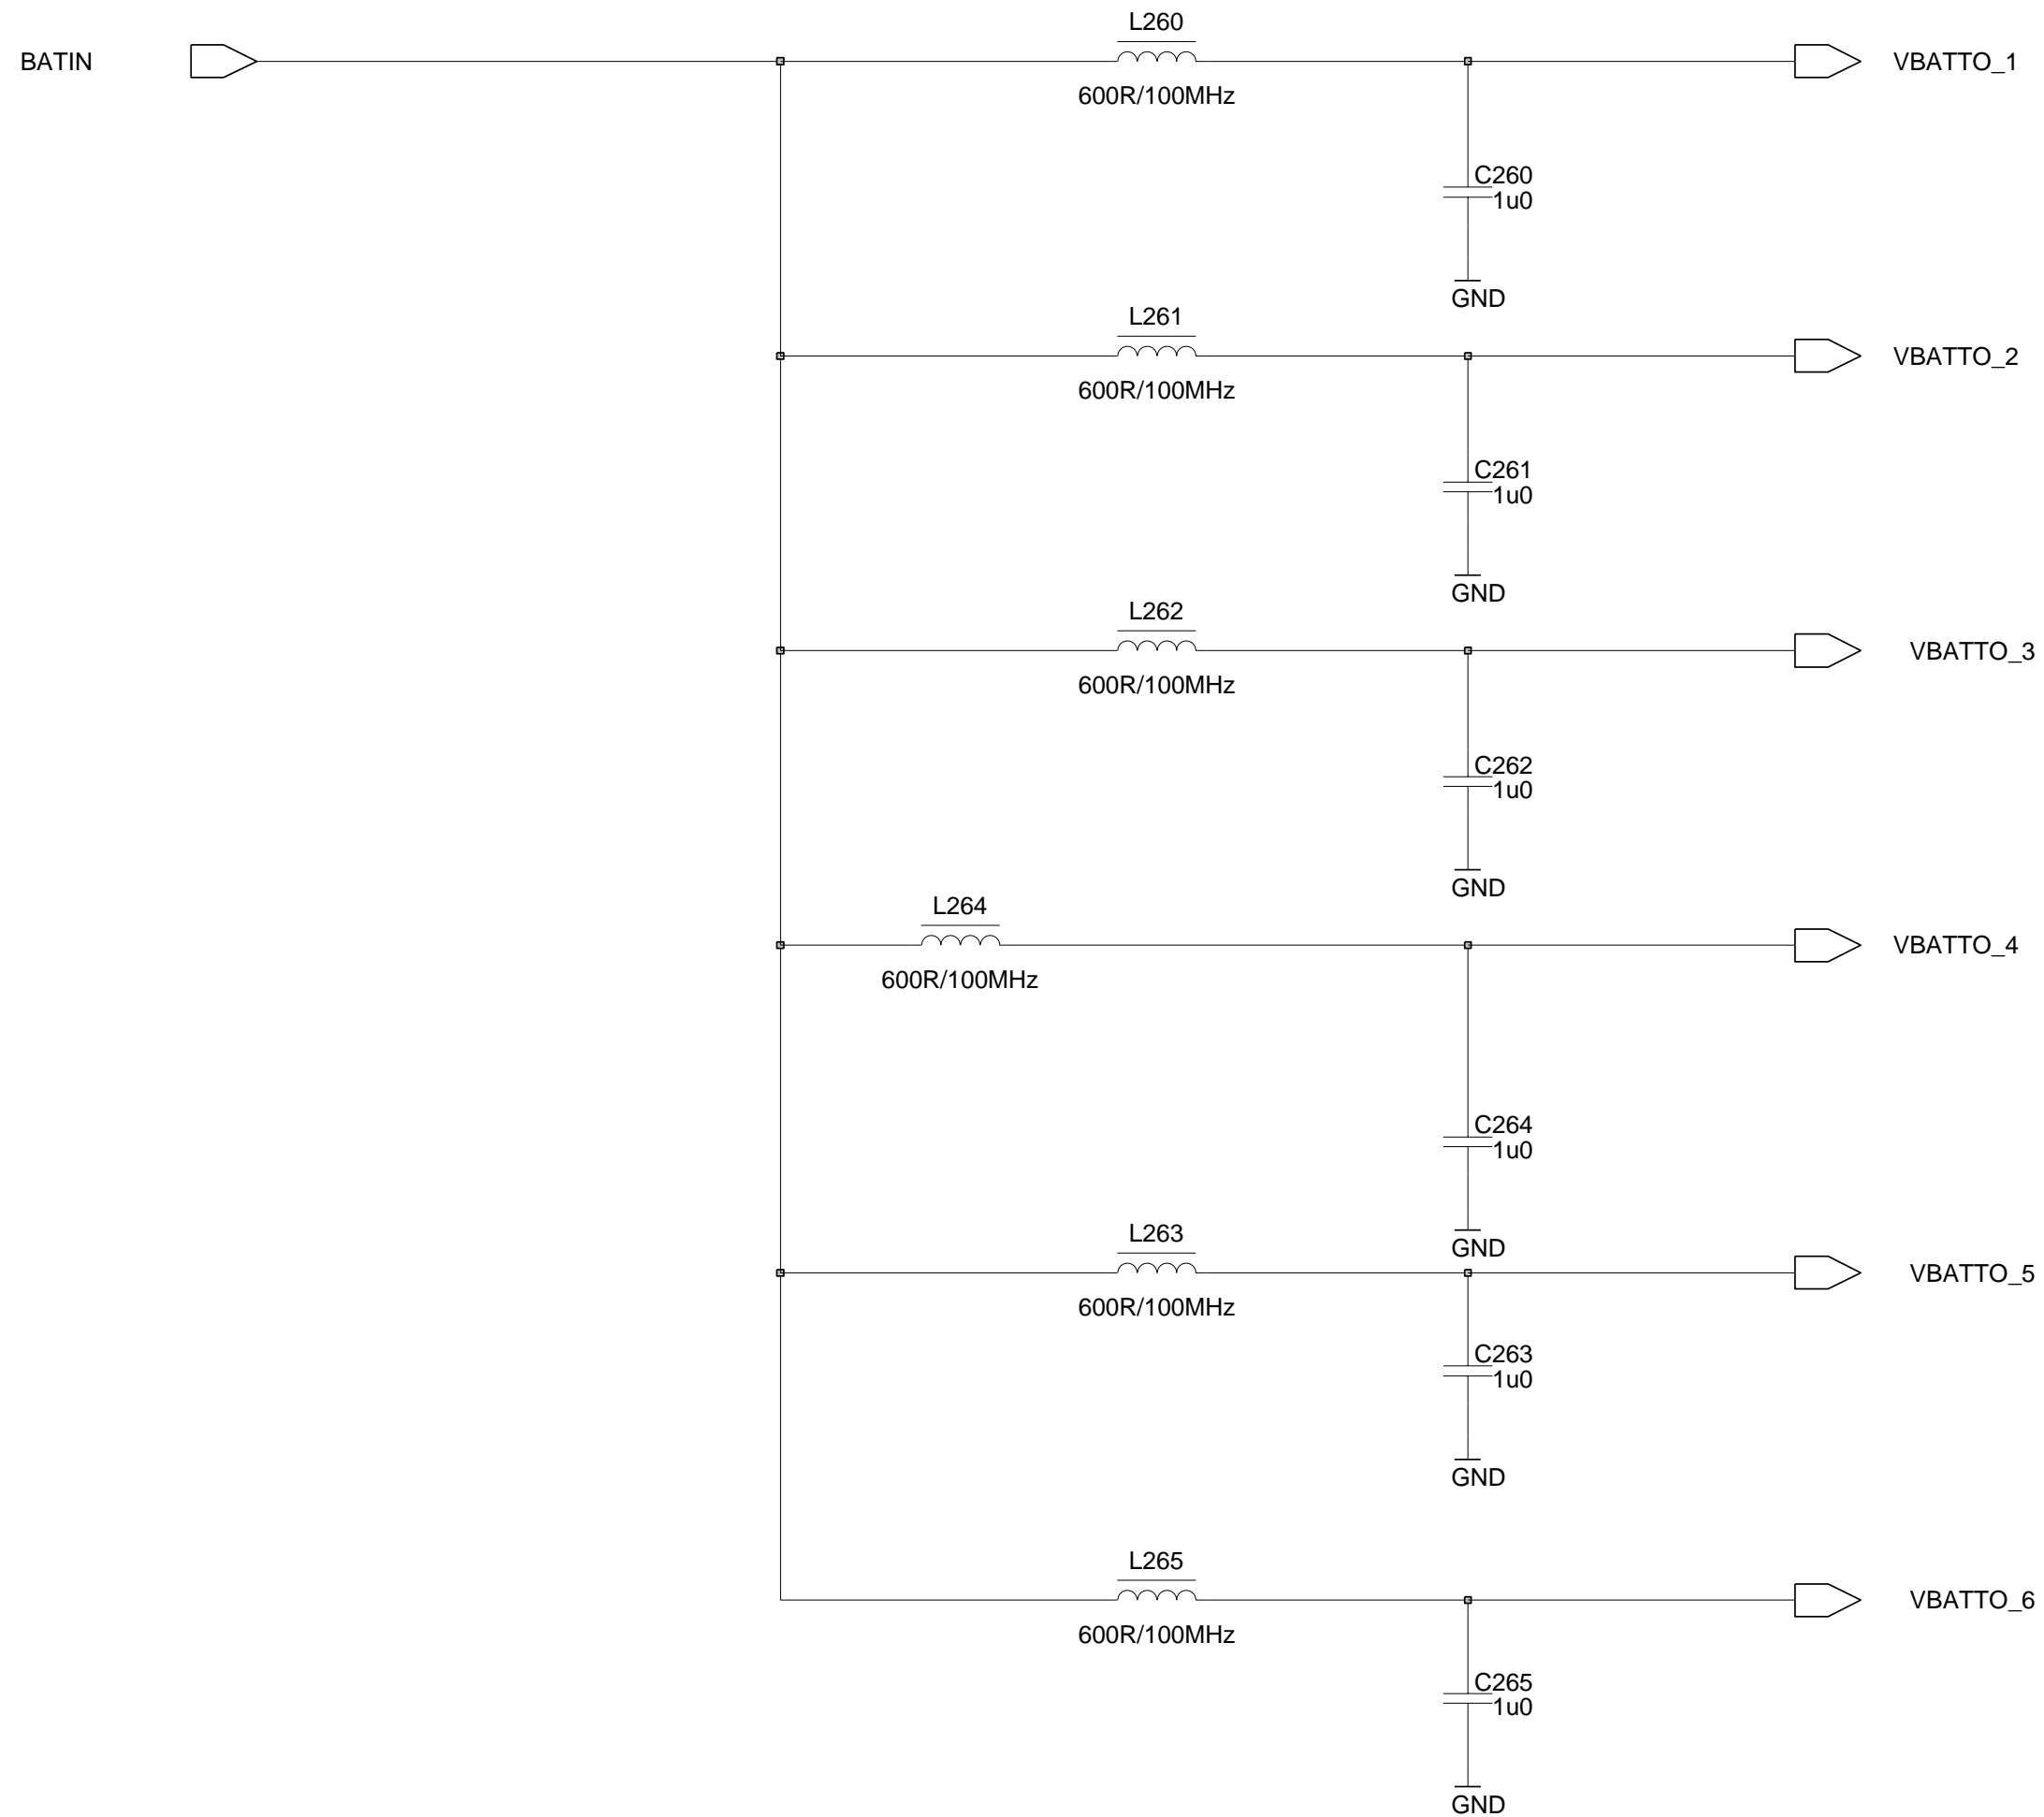 L260
BATIN
VBATTO_1
600R/100MHz
C260
1u0
GND
L261
VBATTO_2
600R/100MHz
C261
1u0
GND
L262
VBATTO_3
600R/100MHz
C262
1u0
GND
L264
VBATTO_4
600R/100MHz
C264
1u0
GND
L263
VBATTO_5
600R/100MHz
C263
1u0
GND
L265
VBATTO_6
600R/100MHz
C265
1u0
GND